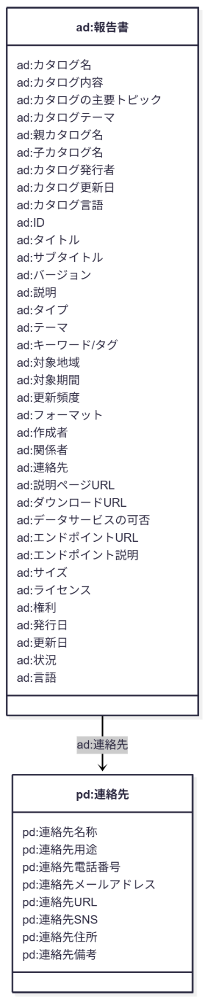 ad:報告書
ad:カタログ名
ad:カタログ内容
ad:カタログの主要トピック
ad:カタログテーマ
ad:親カタログ名
ad:子カタログ名
ad:カタログ発行者
ad:カタログ更新日
ad:カタログ言語
ad:ID
ad:タイトル
ad:サブタイトル
ad:バージョン
ad:説明
ad:タイプ
ad:テーマ
ad:キーワード/タグ
ad:対象地域
ad:対象期間
ad:更新頻度
ad:フォーマット
ad:作成者
ad:関係者
ad:連絡先
ad:説明ページURL
ad:ダウンロードURL
ad:データサービスの可否
ad:エンドポイントURL
ad:エンドポイント説明
ad:サイズ
ad:ライセンス
ad:権利
ad:発行日
ad:更新日
ad:状況
ad:言語
ad:連絡先
pd:連絡先
pd:連絡先名称
pd:連絡先用途
pd:連絡先電話番号
pd:連絡先メールアドレス
pd:連絡先URL
pd:連絡先SNS
pd:連絡先住所
pd:連絡先備考